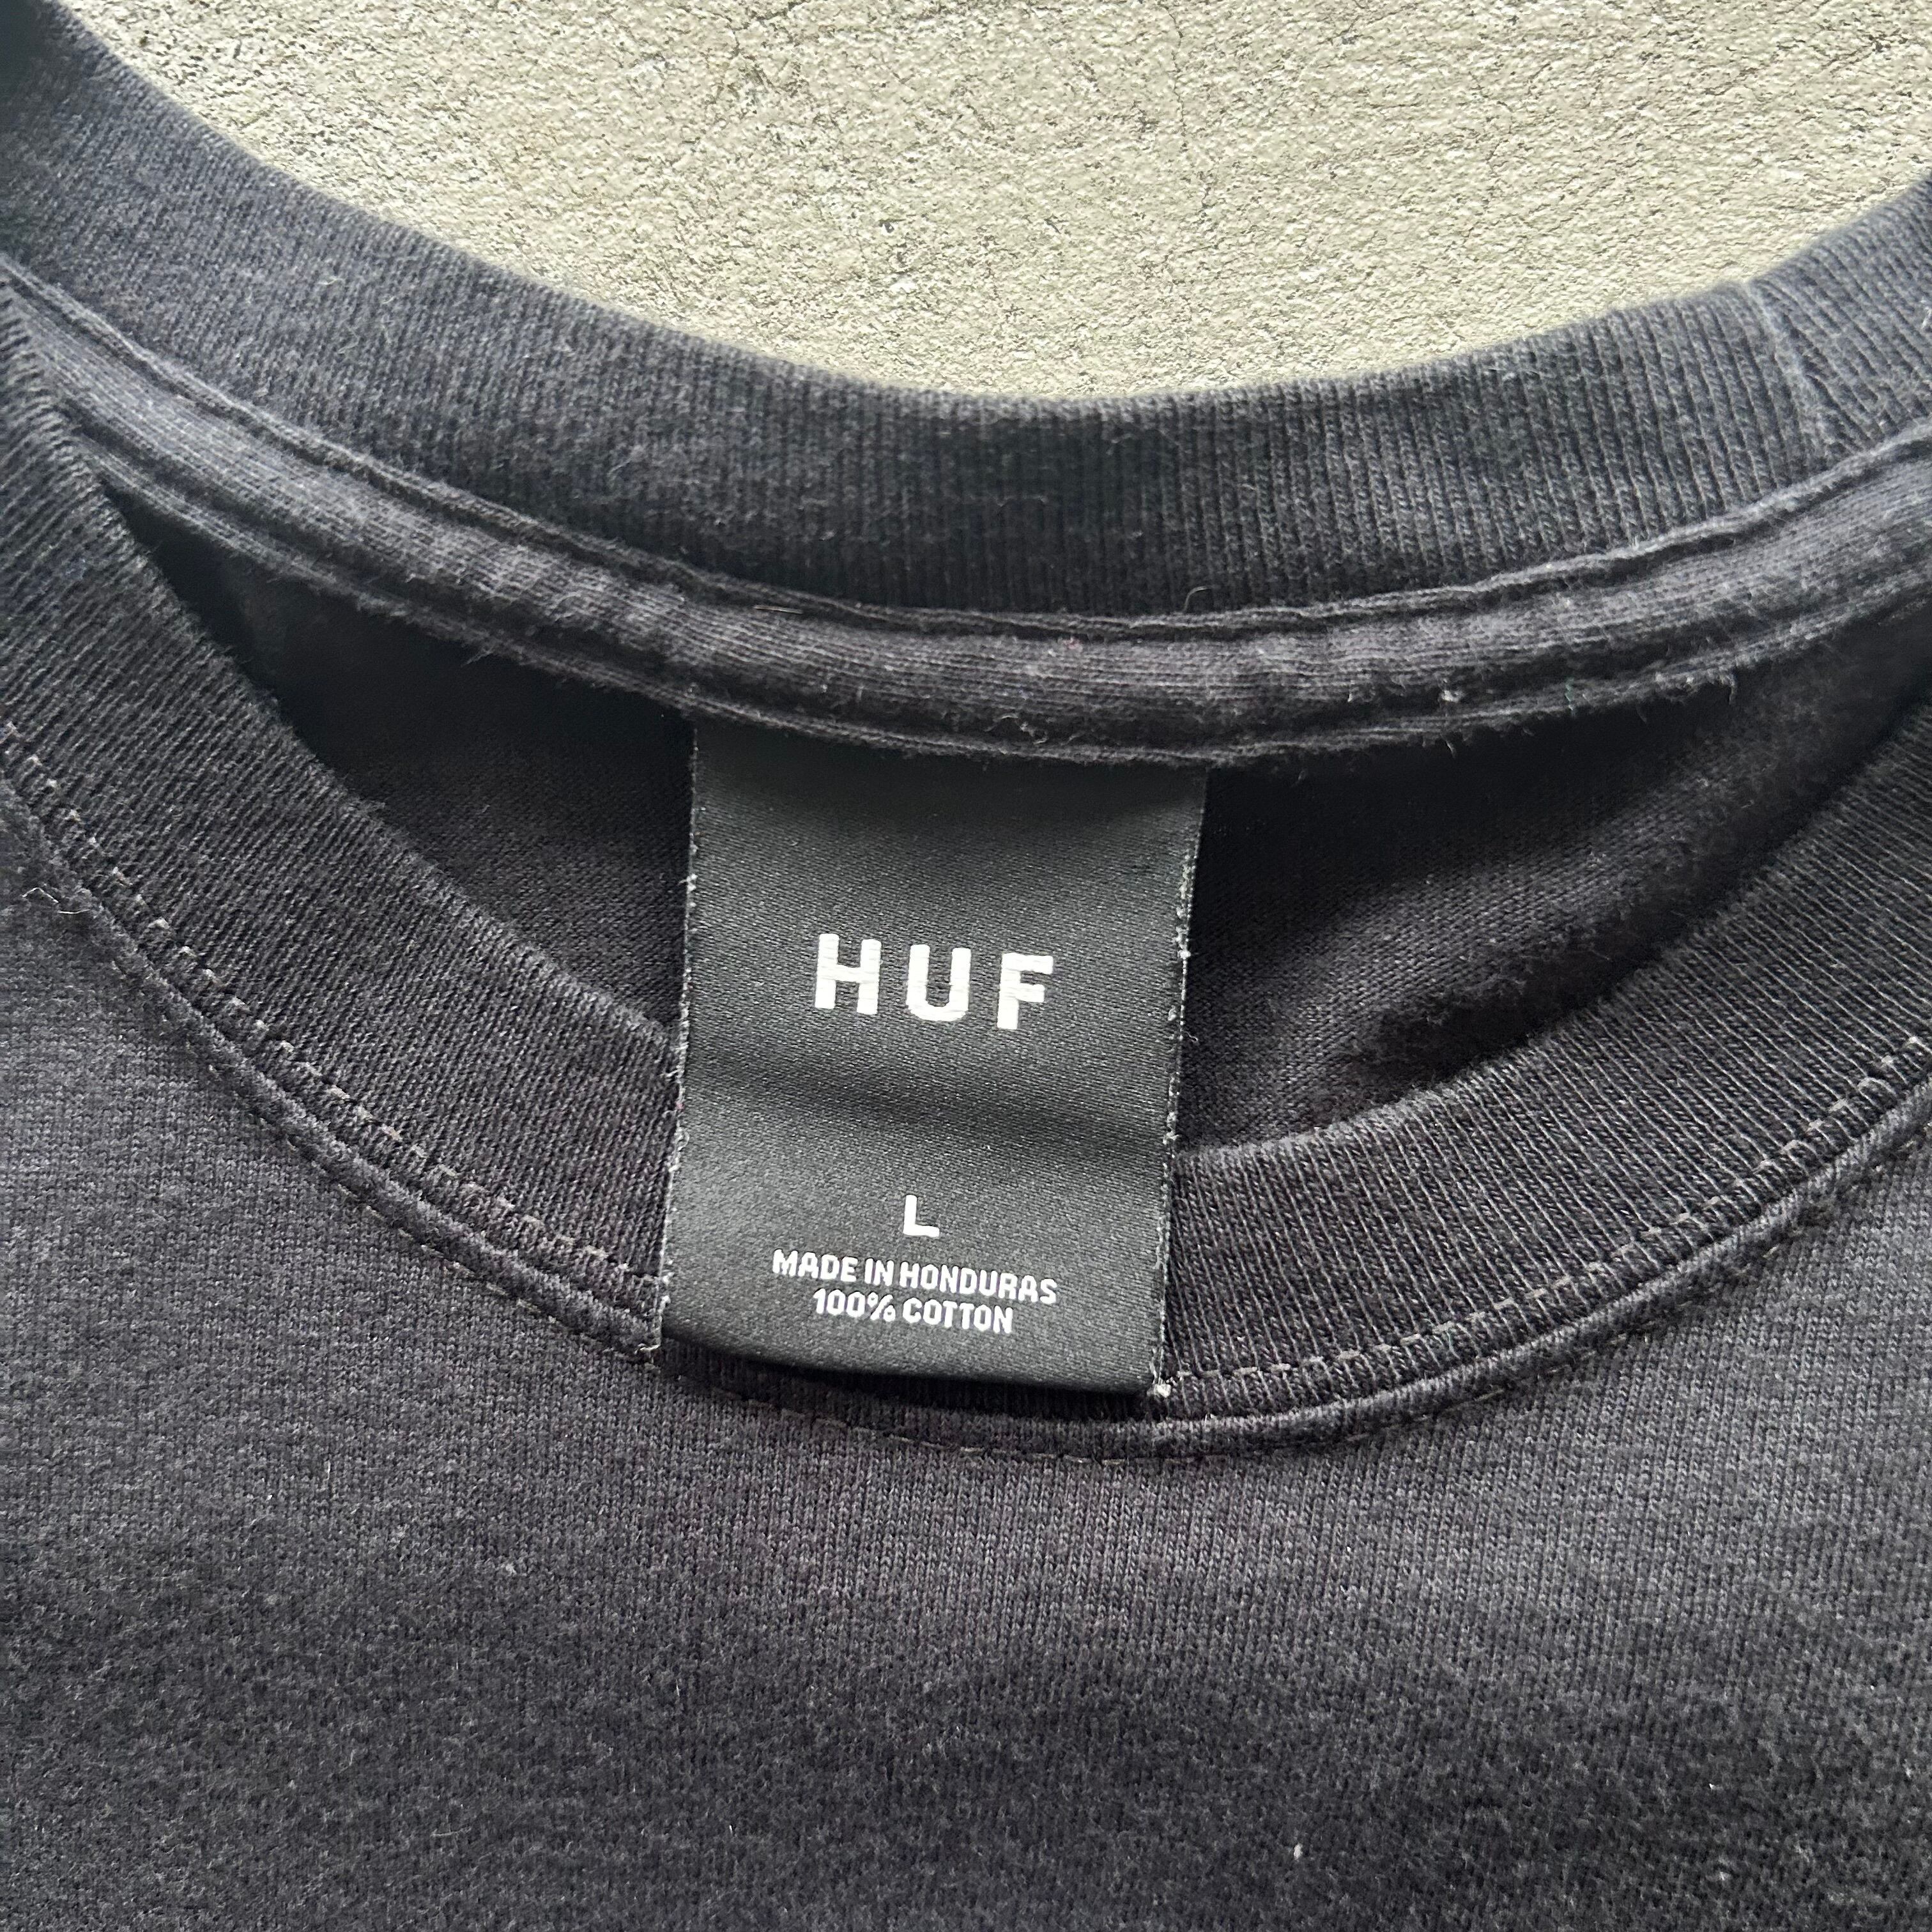 HUF
L
MADE IN HONDURAS
100% COTTON